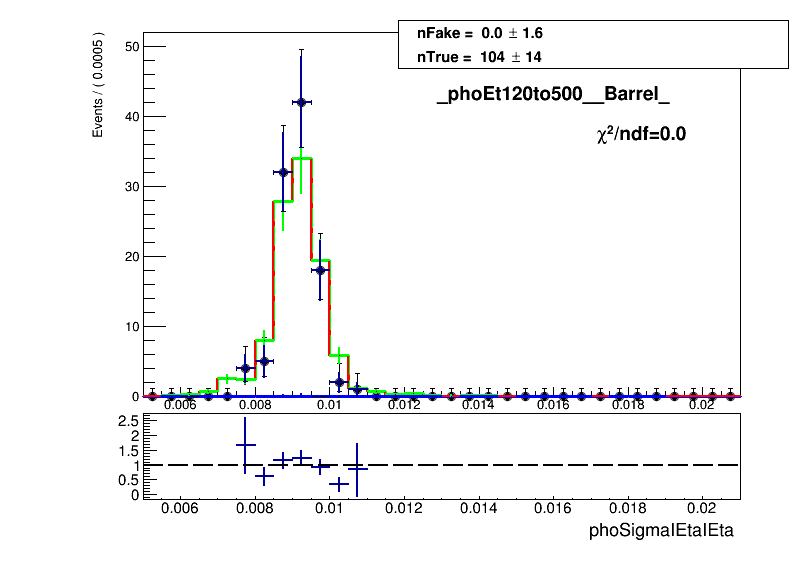 nFake = 0.0 ± 1.6
nTrue = 104 ± 14
_phoEt120to500__Barrel_
χ²/ndf=0.0
Events / ( 0.0005 )
50
40
30
20
10
0
0.006 0.008 0.01 0.012 0.014 0.016 0.018 0.02
2.5
2
1.5
1
0.5
0
0.006 0.008 0.01 0.012 0.014 0.016 0.018 0.02
phoSigmaIEtaIEta